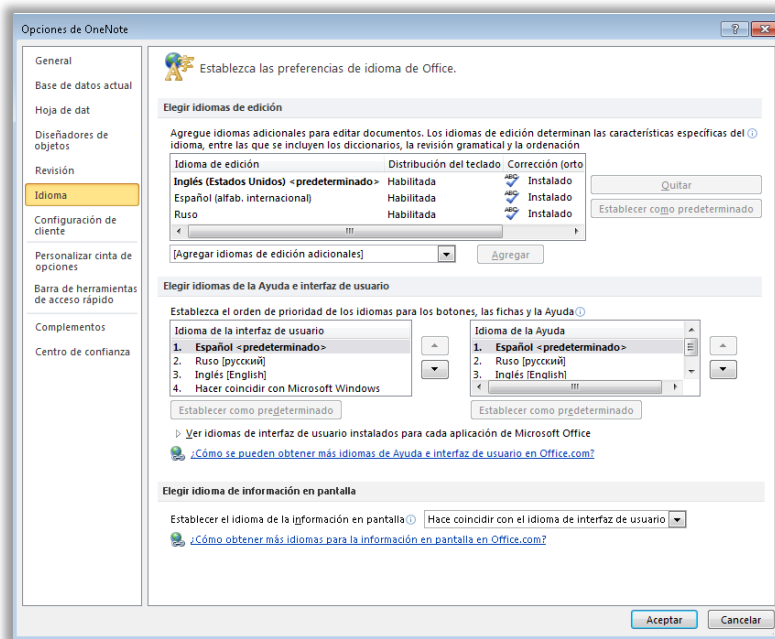 Opciones de OneNote
General
Base de datos actual
Hoja de dat
Diseñadores de
objetos
Revisión
Idioma
Configuración de
cliente
Personalizar cinta de
opciones
Barra de herramientas
de acceso rápido
Complementos
Centro de confianza
Establezca las preferencias de idioma de Office.
Elegir idiomas de edición
Agregue idiomas adicionales para editar documentos. Los idiomas de edición determinan las características específicas del
idioma, entre las que se incluyen los diccionarios, la revisión gramatical y la ordenación
Idioma de edición Distribución del teclado Corrección (orto
Inglés (Estados Unidos) <predeterminado> Habilitada ABC Instalado
Español (alfab. internacional) Habilitada ABC Instalado
Ruso Habilitada ABC Instalado
Quitar
Establecer como predeterminado
[Agregar idiomas de edición adicionales] Agregar
Elegir idiomas de la Ayuda e interfaz de usuario
Establezca el orden de prioridad de los idiomas para los botones, las fichas y la Ayuda
Idioma de la interfaz de usuario
1. Español <predeterminado>
2. Ruso [русский]
3. Inglés [English]
4. Hacer coincidir con Microsoft Windows
Establecer como predeterminado
Idioma de la Ayuda
1. Español <predeterminado>
2. Ruso [русский]
3. Inglés [English]
Establecer como predeterminado
Ver idiomas de interfaz de usuario instalados para cada aplicación de Microsoft Office
¿Cómo se pueden obtener más idiomas de Ayuda e interfaz de usuario en Office.com?
Elegir idioma de información en pantalla
Establecer el idioma de la información en pantalla Hace coincidir con el idioma de interfaz de usuario
¿Cómo obtener más idiomas para la información en pantalla en Office.com?
Aceptar Cancelar